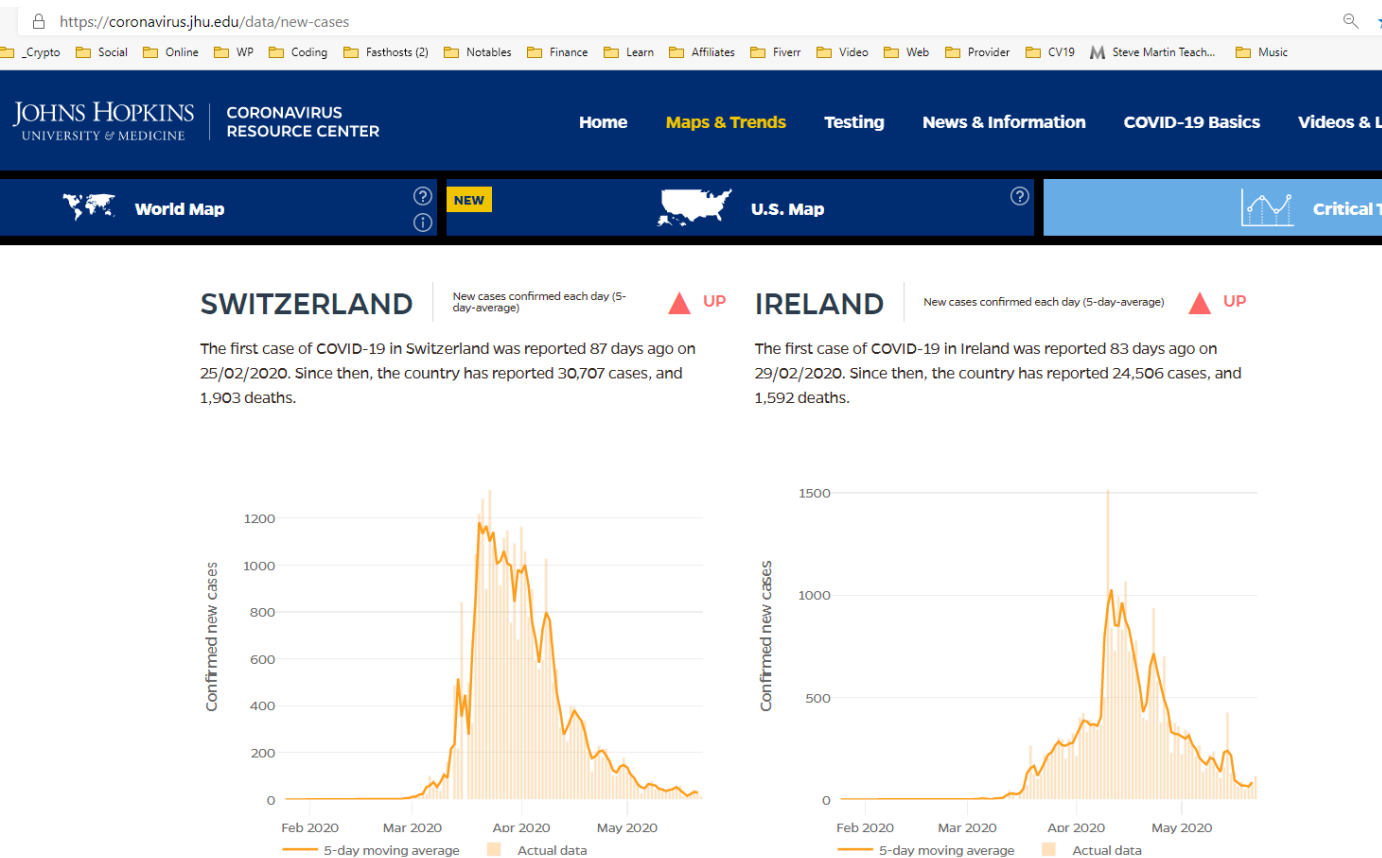 https://coronavirus.jhu.edu/data/new-cases
_Crypto Social Online WP Coding Fasthosts (2) Notables Finance Learn Affiliates Fiverr Video Web Provider CV19 Steve Martin Teach... Music
JOHNS HOPKINS
UNIVERSITY & MEDICINE
CORONAVIRUS
RESOURCE CENTER
Home Maps & Trends Testing News & Information COVID-19 Basics Videos & L
World Map
NEW
U.S. Map
Critical T
SWITZERLAND
New cases confirmed each day (5-
day-average)
UP
The first case of COVID-19 in Switzerland was reported 87 days ago on
25/02/2020. Since then, the country has reported 30,707 cases, and
1,903 deaths.
Confirmed new cases
1200
1000
800
600
400
200
0
Feb 2020 Mar 2020 Apr 2020 May 2020
5-day moving average Actual data
IRELAND
New cases confirmed each day (5-day-average)
UP
The first case of COVID-19 in Ireland was reported 83 days ago on
29/02/2020. Since then, the country has reported 24,506 cases, and
1,592 deaths.
Confirmed new cases
1500
1000
500
0
Feb 2020 Mar 2020 Apr 2020 May 2020
5-day moving average Actual data